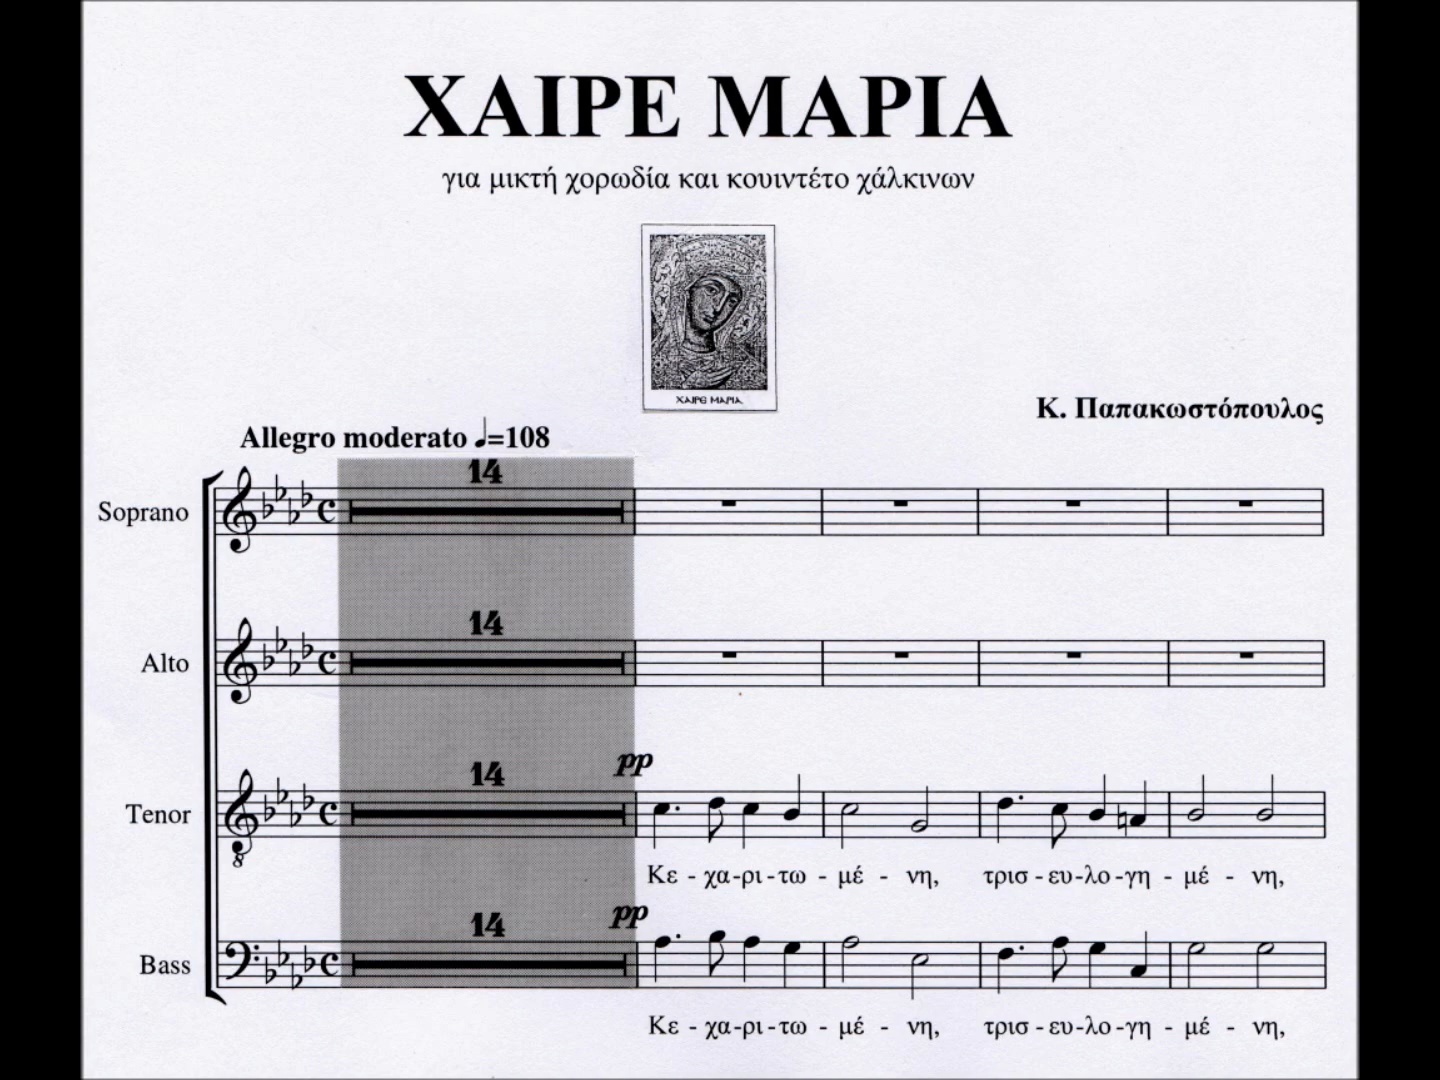 ΧΑΙΡΕ ΜΑΡΙΑ
για μικτή χορωδία και κουιντέτο χάλκινων
ΧΑΙΡΕ ΜΑΡΙΑ
Κ. Παπακωστόπουλος
Allegro moderato ♩=108
14
Soprano
14
Alto
14
pp
Tenor
Κε - χα-ρι-τω - μέ - νη, τρισ-ευ-λο-γη - μέ - νη,
14
pp
Bass
Κε - χα-ρι-τω - μέ - νη, τρισ-ευ-λο-γη - μέ - νη,